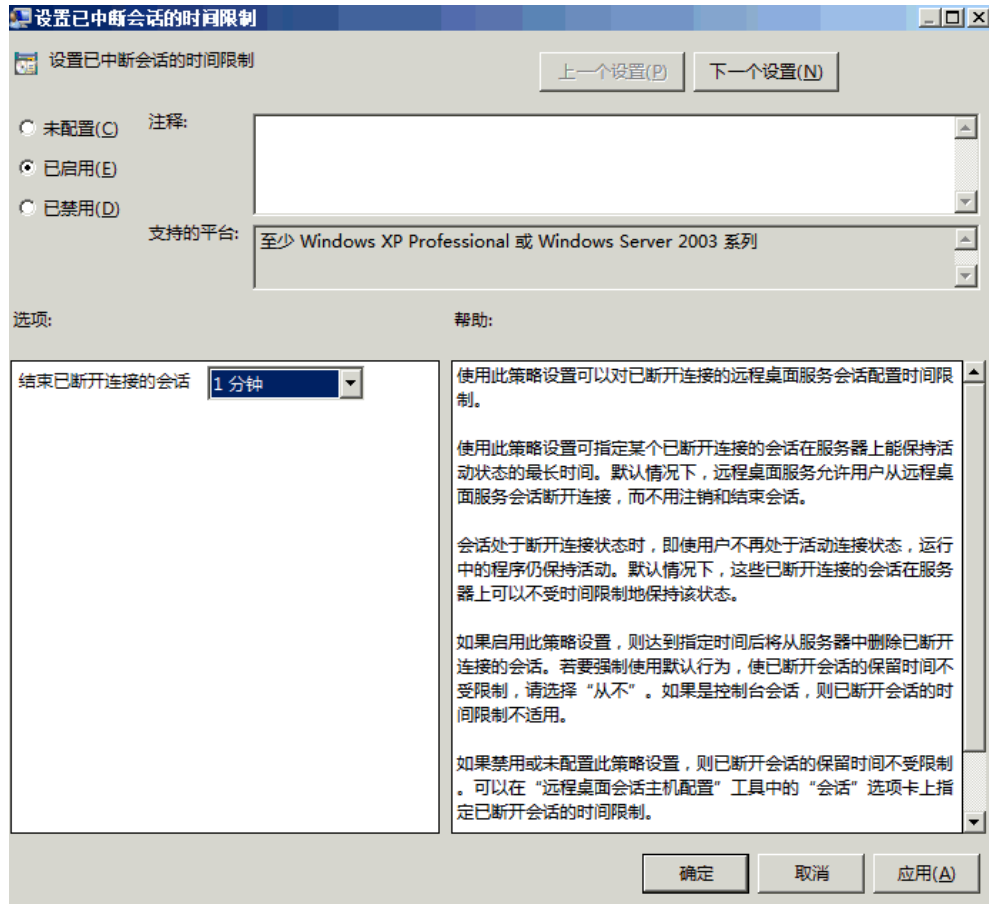 设置已中断会话的时间限制
设置已中断会话的时间限制
上一个设置(P)
下一个设置(N)
未配置(C)
注释:
已启用(E)
已禁用(D)
支持的平台:
至少 Windows XP Professional 或 Windows Server 2003 系列
选项:
帮助:
结束已断开连接的会话
1 分钟
使用此策略设置可以对已断开连接的远程桌面服务会话配置时间限
制。
使用此策略设置可指定某个已断开连接的会话在服务器上能保持活
动状态的最长时间。默认情况下，远程桌面服务允许用户从远程桌
面服务会话断开连接，而不用注销和结束会话。
会话处于断开连接状态时，即使用户不再处于活动连接状态，运行
中的程序仍保持活动。默认情况下，这些已断开连接的会话在服务
器上可以不受时间限制地保持该状态。
如果启用此策略设置，则达到指定时间后将从服务器中删除已断开
连接的会话。若要强制使用默认行为，使已断开会话的保留时间不
受限制，请选择“从不”。如果是控制台会话，则已断开会话的时
间限制不适用。
如果禁用或未配置此策略设置，则已断开会话的保留时间不受限制
。可以在“远程桌面会话主机配置”工具中的“会话”选项卡上指
定已断开会话的时间限制。
确定
取消
应用(A)